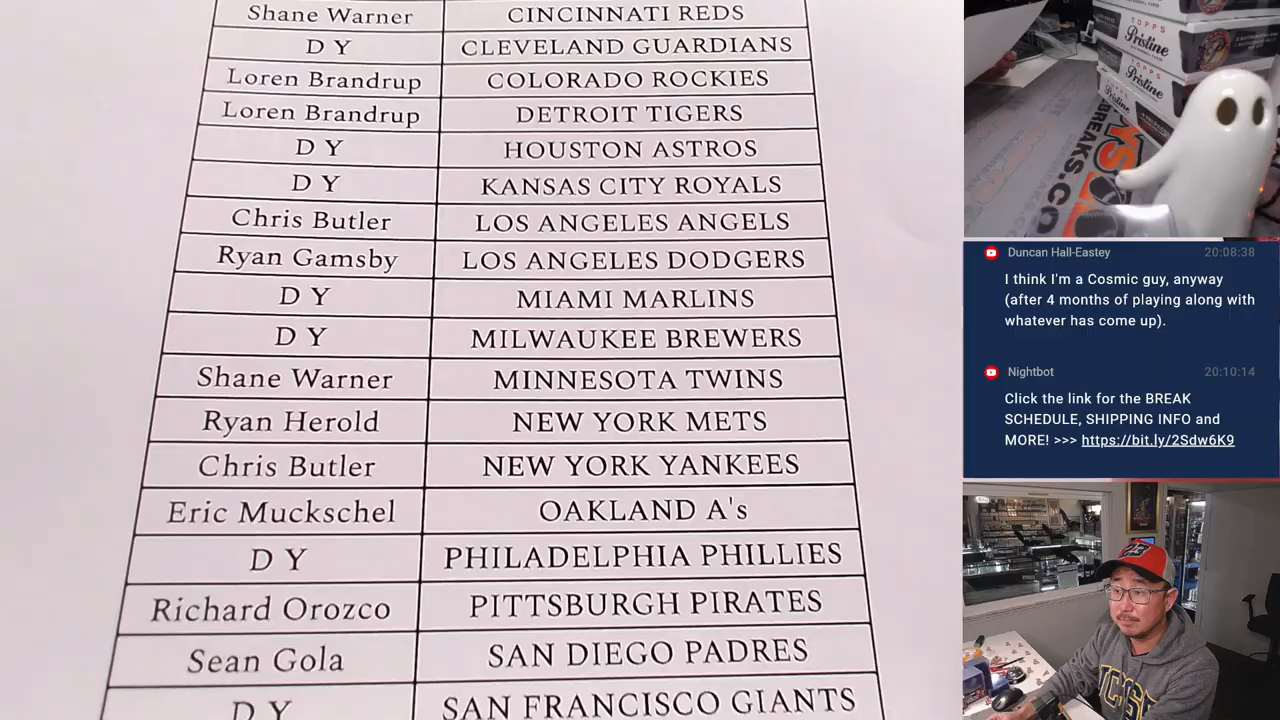 Shane Warner CINCINNATI REDS
D Y CLEVELAND GUARDIANS
Loren Brandrup COLORADO ROCKIES
Loren Brandrup DETROIT TIGERS
D Y HOUSTON ASTROS
D Y KANSAS CITY ROYALS
Chris Butler LOS ANGELES ANGELS
Ryan Gamsby LOS ANGELES DODGERS
D Y MIAMI MARLINS
D Y MILWAUKEE BREWERS
Shane Warner MINNESOTA TWINS
Ryan Herold NEW YORK METS
Chris Butler NEW YORK YANKEES
Eric Muckschel OAKLAND A's
D Y PHILADELPHIA PHILLIES
Richard Orozco PITTSBURGH PIRATES
Sean Gola SAN DIEGO PADRES
D Y SAN FRANCISCO GIANTS
TOPPS
Pristine
TOPPS
Pristine
Pristine
BREAKS.CO
Duncan Hall-Eastey 20:08:38
I think I'm a Cosmic guy, anyway
(after 4 months of playing along with
whatever has come up).
Nightbot 20:10:14
Click the link for the BREAK
SCHEDULE, SHIPPING INFO and
MORE! >>> https://bit.ly/2Sdw6K9